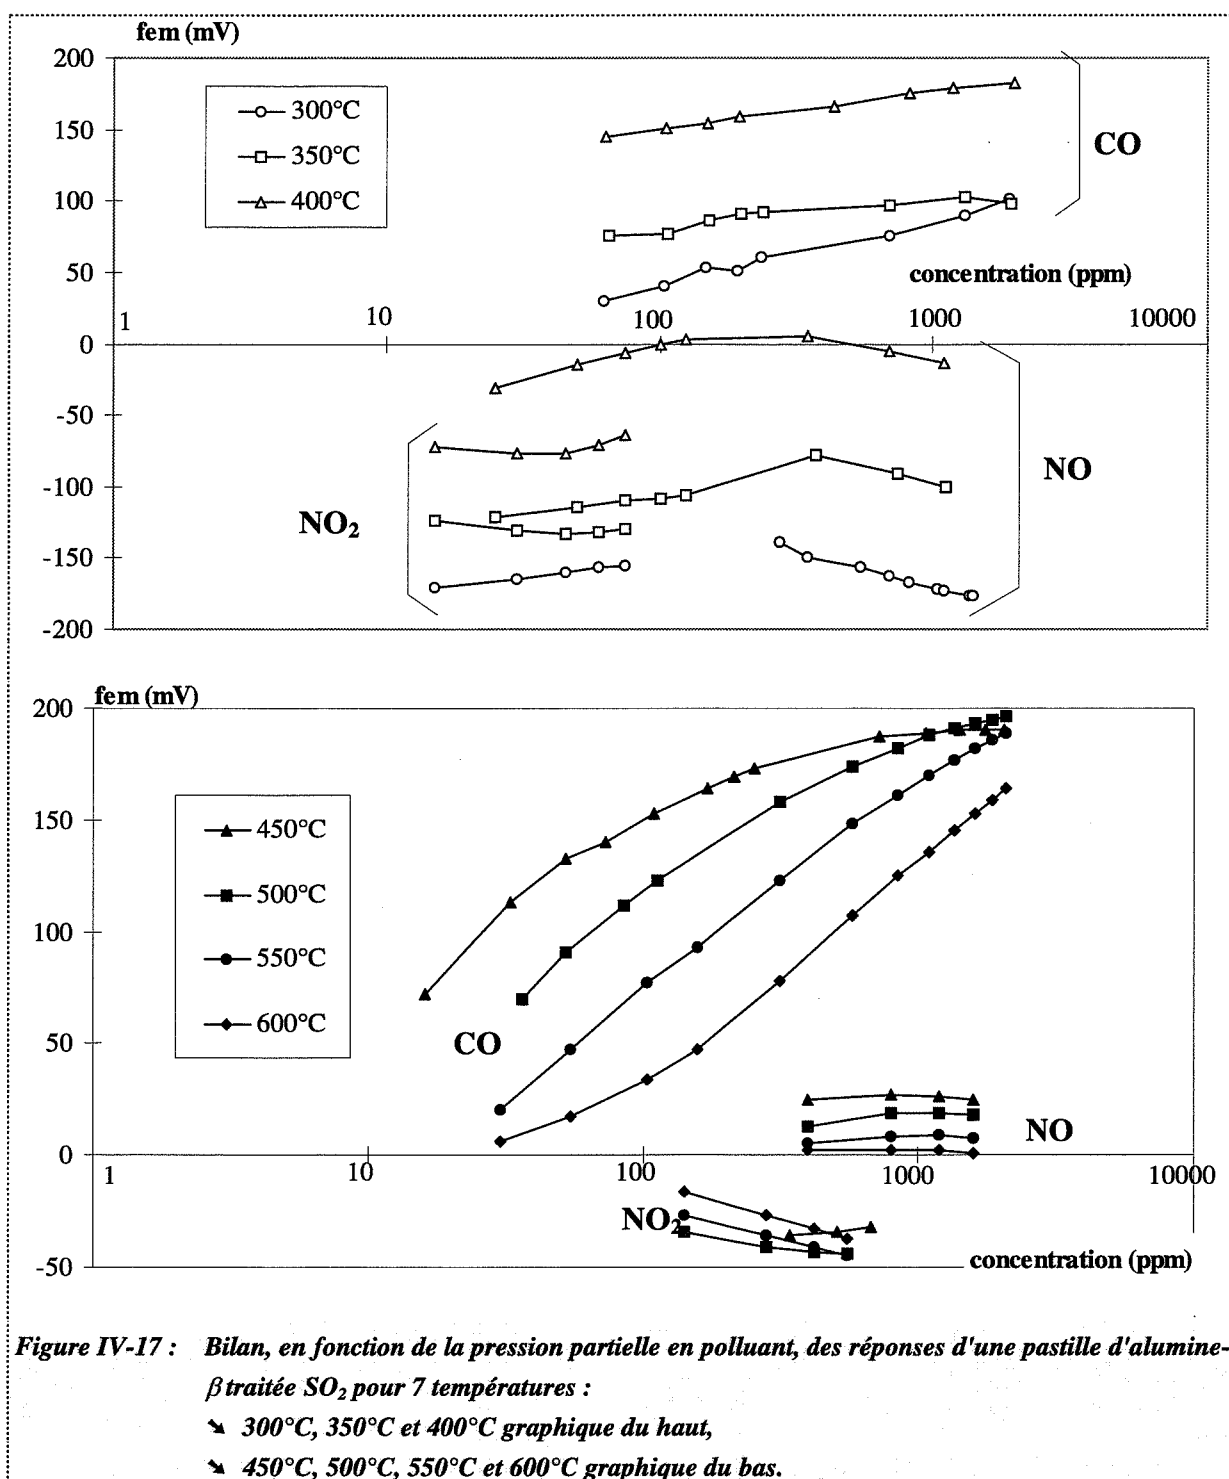 fem (mV)
200
150
100
50
0
-50
-100
-150
-200
300°C
350°C
400°C
CO
concentration (ppm)
1
10
100
1000
10000
NO
NO₂
fem (mV)
200
150
100
50
0
-50
450°C
500°C
550°C
600°C
CO
NO
1
10
100
1000
10000
NO₂
concentration (ppm)
Figure IV-17 : Bilan, en fonction de la pression partielle en polluant, des réponses d'une pastille d'alumine-
β traitée SO₂ pour 7 températures :
➘ 300°C, 350°C et 400°C graphique du haut,
➘ 450°C, 500°C, 550°C et 600°C graphique du bas.